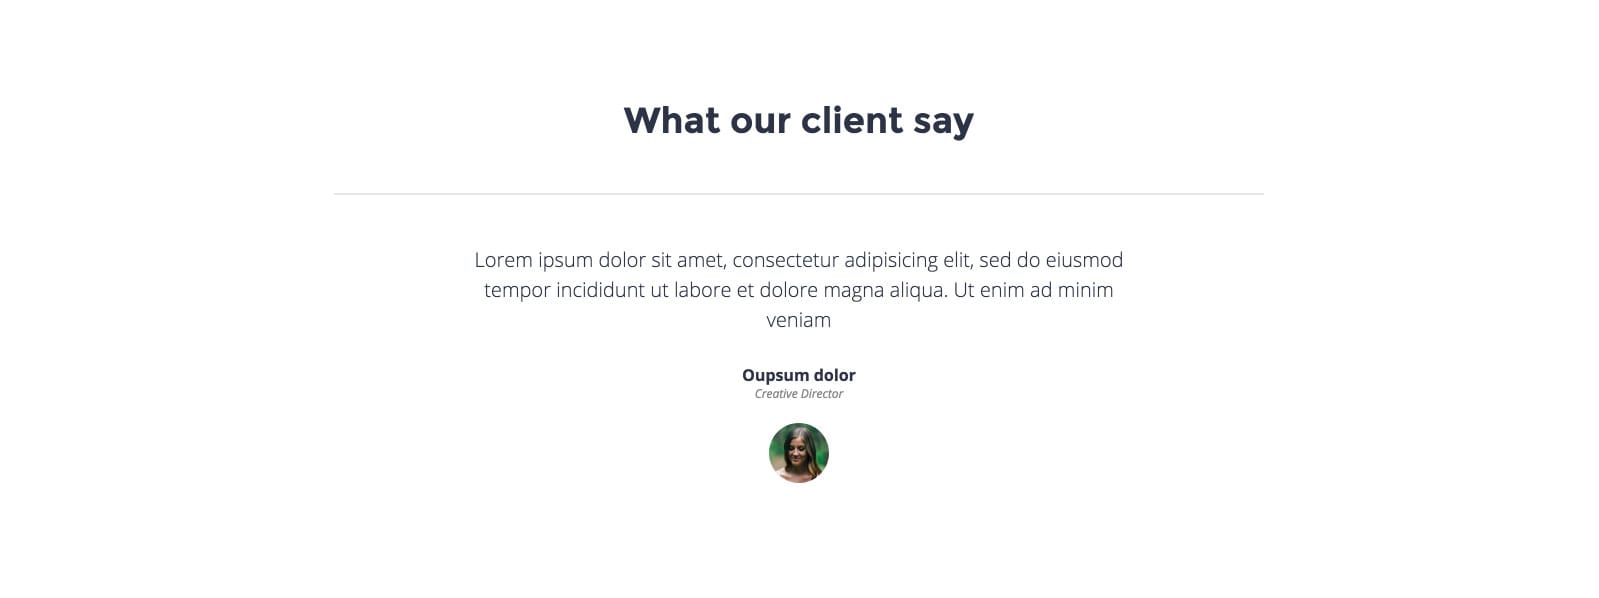 What our client say
Lorem ipsum dolor sit amet, consectetur adipisicing elit, sed do eiusmod
tempor incididunt ut labore et dolore magna aliqua. Ut enim ad minim
veniam
Oupsum dolor
Creative Director